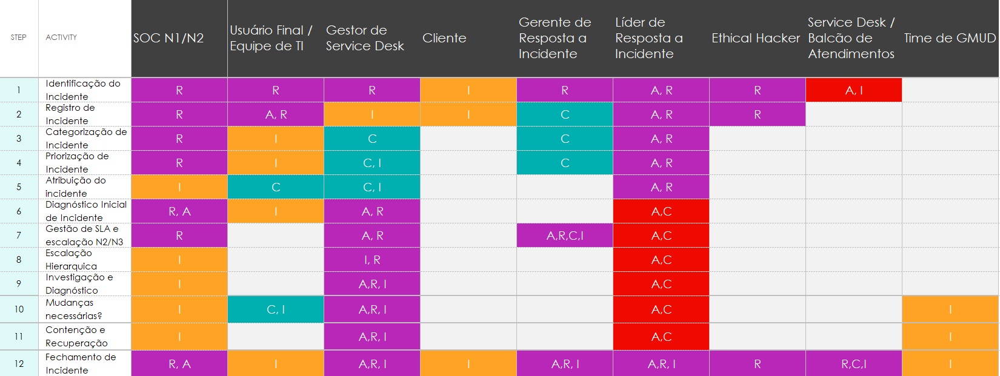 STEP
ACTIVITY
SOC N1/N2
Usuário Final /
Equipe de TI
Gestor de
Service Desk
Cliente
Gerente de
Resposta a
Incidente
Líder de
Resposta a
Incidente
Ethical Hacker
Service Desk /
Balcão de
Atendimentos
Time de GMUD
1
Identificação do
Incidente
R
R
R
I
R
A, R
R
A, I
2
Registro de
Incidente
R
A, R
I
I
C
A, R
R
3
Categorização de
Incidente
R
I
C
C
A, R
4
Priorização de
Incidente
R
I
C, I
C
A, R
5
Atribuição do
incidente
I
C
C, I
A, R
6
Diagnóstico Inicial
de Incidente
R, A
I
A, R
A,C
7
Gestão de SLA e
escalação N2/N3
R
A, R
A,R,C,I
A,C
8
Escalação
Hierarquica
I
I, R
A,C
9
Investigação e
Diagnóstico
I
A,R, I
A,C
10
Mudanças
necessárias?
I
C, I
A,R, I
A,C
I
11
Contenção e
Recuperação
I
A,R, I
A,C
I
12
Fechamento de
Incidente
R, A
I
A,R, I
I
A,R, I
A,R, I
R
R,C,I
I